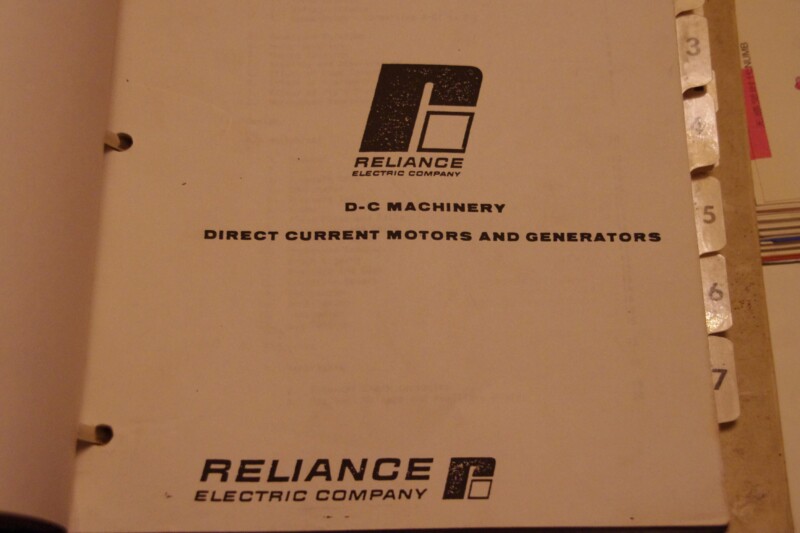 RELIANCE
ELECTRIC COMPANY
D-C MACHINERY
DIRECT CURRENT MOTORS AND GENERATORS
RELIANCE
ELECTRIC COMPANY
3
4
5
6
7